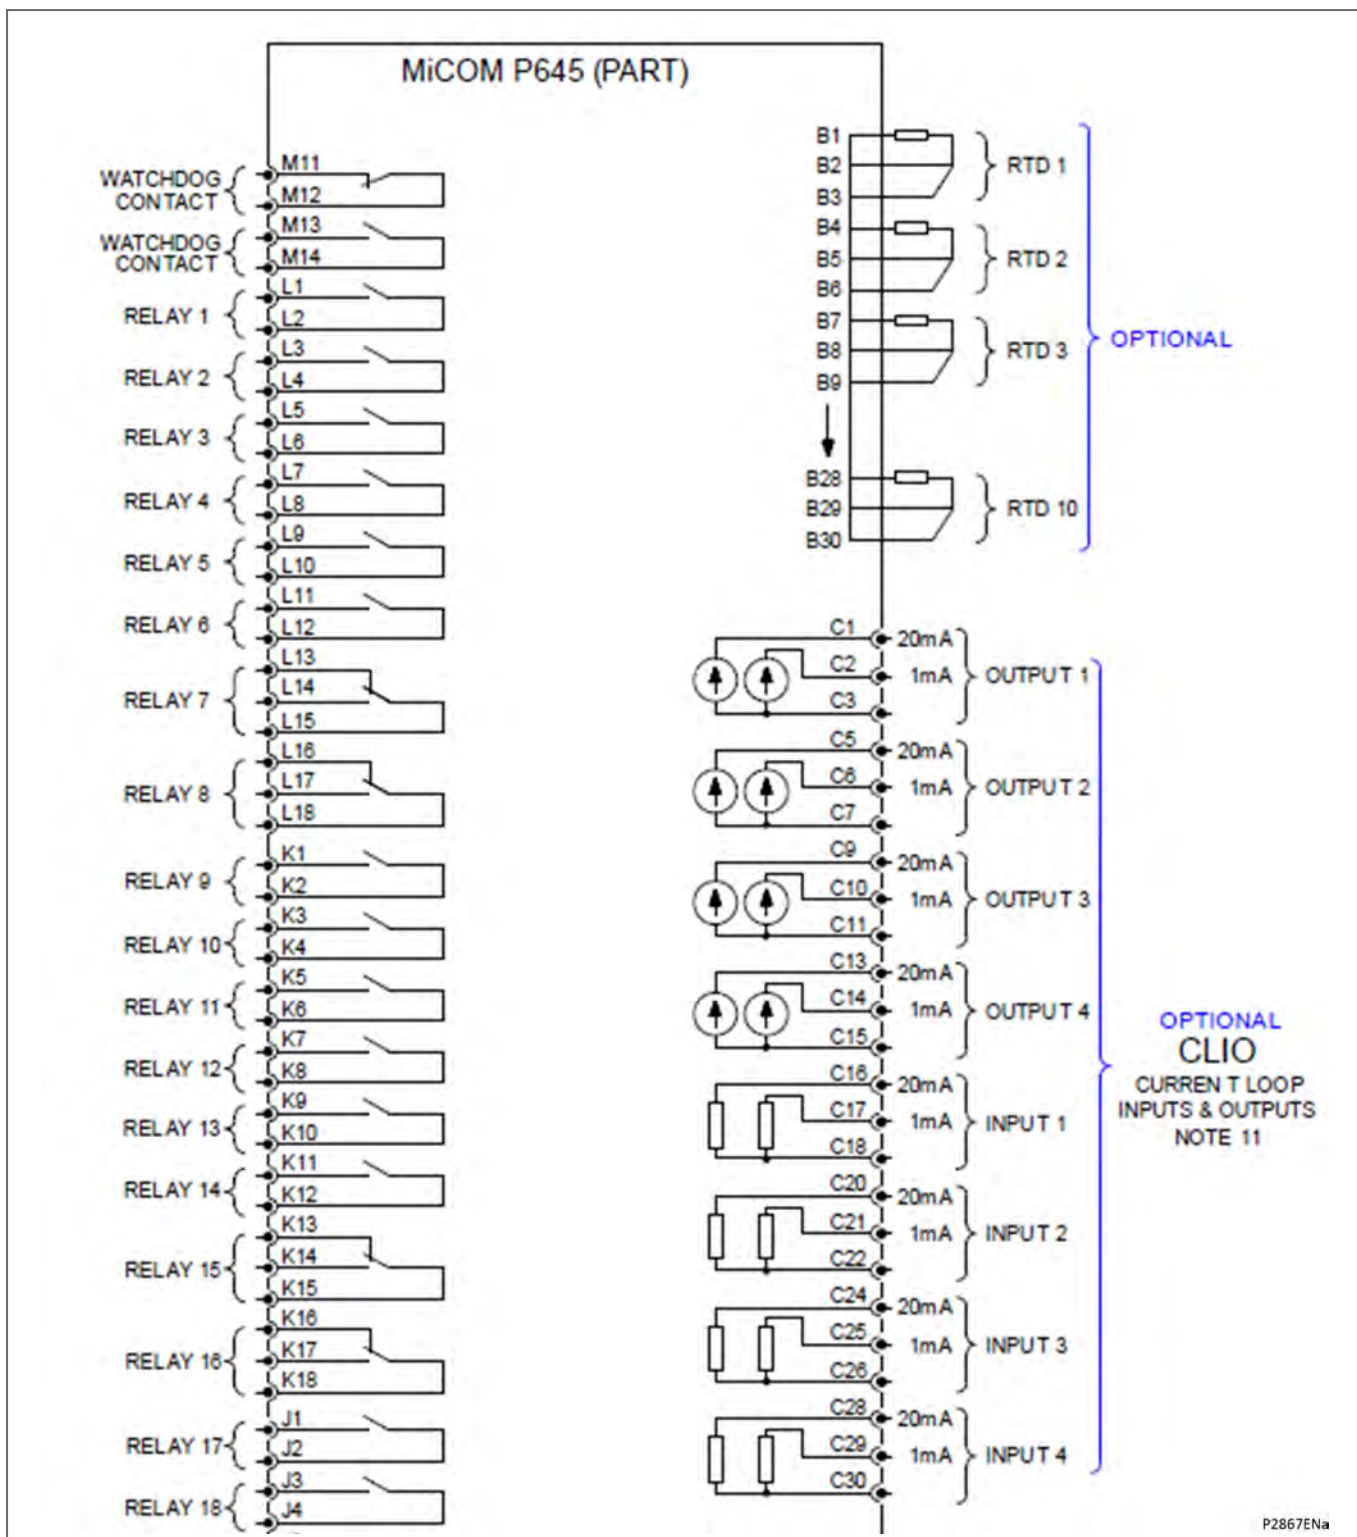 MiCOM P645 (PART)
WATCHDOG
CONTACT
M11
M12
WATCHDOG
CONTACT
M13
M14
RELAY 1
L1
L2
RELAY 2
L3
L4
RELAY 3
L5
L6
RELAY 4
L7
L8
RELAY 5
L9
L10
RELAY 6
L11
L12
RELAY 7
L13
L14
L15
RELAY 8
L16
L17
L18
RELAY 9
K1
K2
RELAY 10
K3
K4
RELAY 11
K5
K6
RELAY 12
K7
K8
RELAY 13
K9
K10
RELAY 14
K11
K12
RELAY 15
K13
K14
K15
RELAY 16
K16
K17
K18
RELAY 17
J1
J2
RELAY 18
J3
J4
B1
B2
B3
RTD 1
B4
B5
B6
RTD 2
B7
B8
B9
RTD 3
B28
B29
B30
RTD 10
OPTIONAL
C1 20mA
C2 1mA
C3
OUTPUT 1
C5 20mA
C6 1mA
C7
OUTPUT 2
C9 20mA
C10 1mA
C11
OUTPUT 3
C13 20mA
C14 1mA
C15
OUTPUT 4
C16 20mA
C17 1mA
C18
INPUT 1
C20 20mA
C21 1mA
C22
INPUT 2
C24 20mA
C25 1mA
C26
INPUT 3
C28 20mA
C29 1mA
C30
INPUT 4
OPTIONAL
CLIO
CURREN T LOOP
INPUTS & OUTPUTS
NOTE 11
P2867ENa